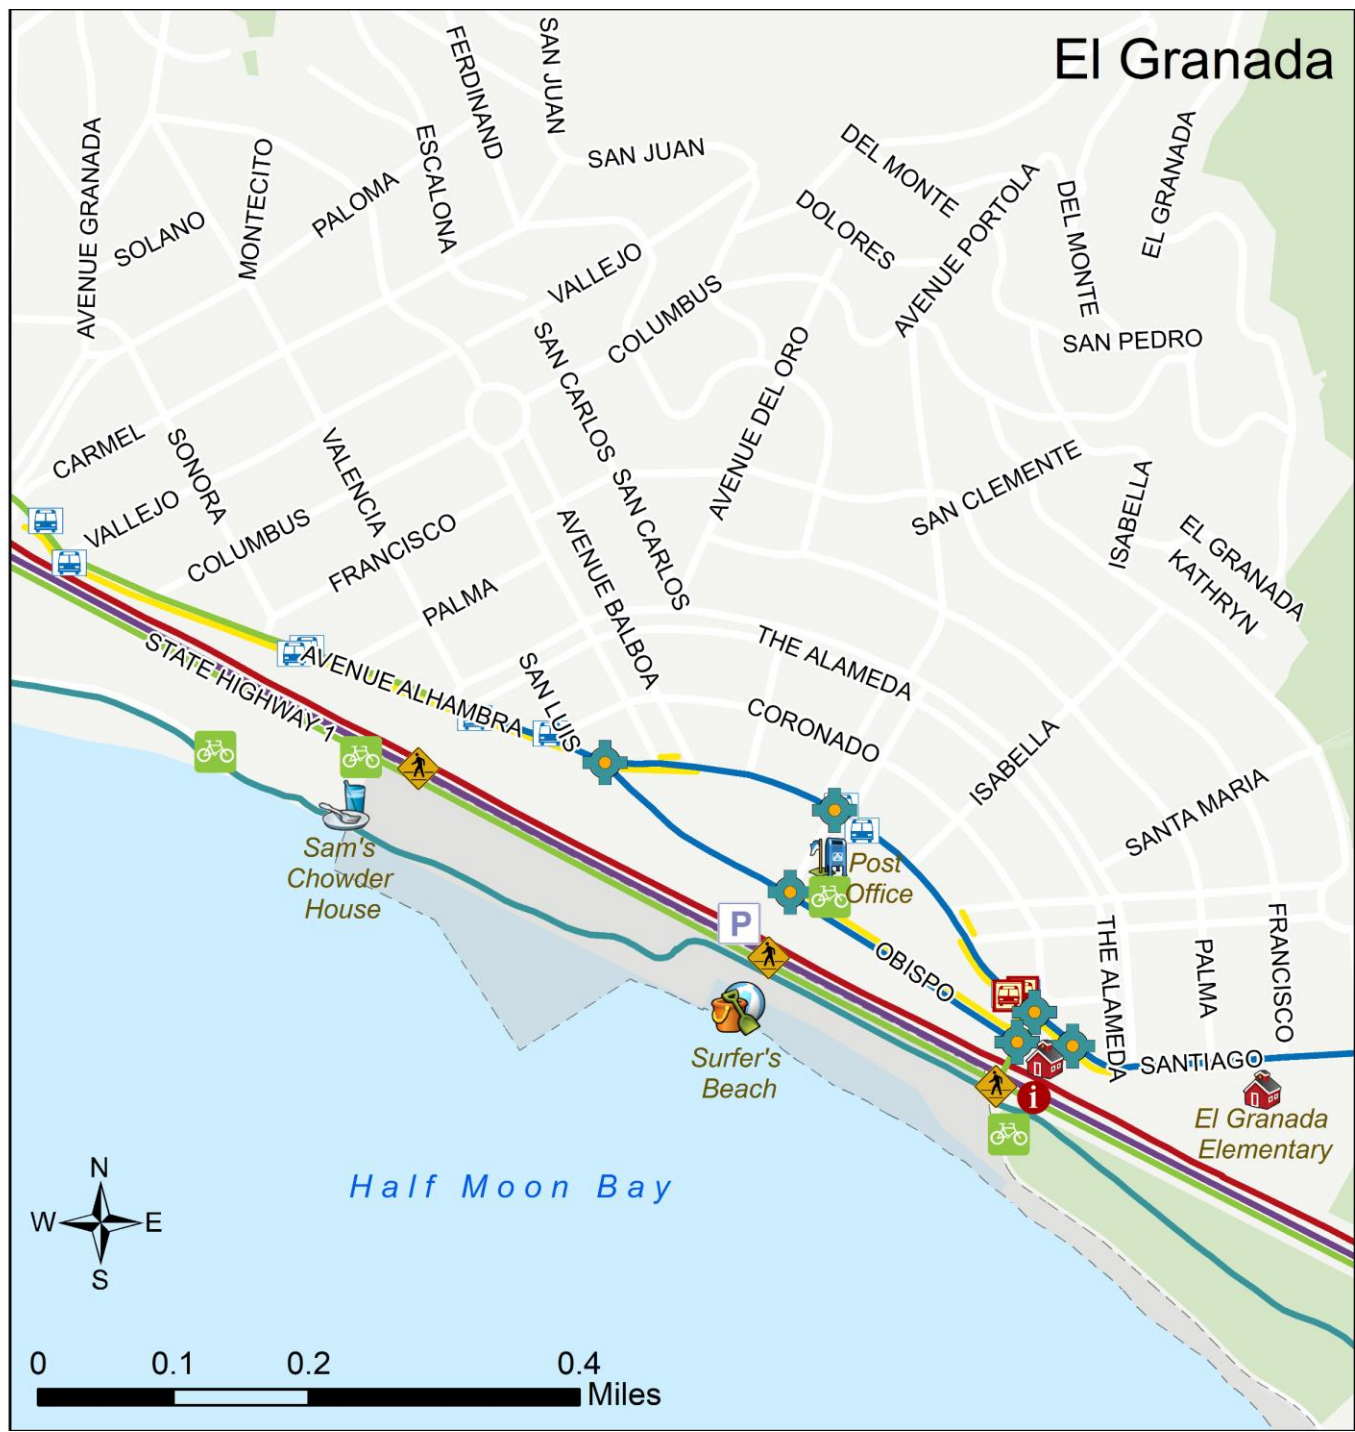 El Granada
SAN JUAN
FERDINAND
ESCALONA
SAN JUAN
DEL MONTE
EL GRANADA
AVENUE GRANADA
MONTECITO
PALOMA
SOLANO
DOLORES
AVENUE PORTOLA
DEL MONTE
VALLEJO
COLUMBUS
SAN PEDRO
SAN CARLOS
AVENUE DEL ORO
CARMEL
SONORA
VALENCIA
SAN CARLOS
SAN CLEMENTE
ISABELLA
EL GRANADA
KATHRYN
VALLEJO
COLUMBUS
FRANCISCO
PALMA
AVENUE BALBOA
THE ALAMEDA
STATE HIGHWAY 1
AVENUE ALHAMBRA
SAN LUIS
CORONADO
ISABELLA
SANTA MARIA
Sam's
Chowder
House
Post
Office
P
OBISPO
THE ALAMEDA
PALMA
FRANCISCO
Surfer's
Beach
SANTIAGO
i
El Granada
Elementary
Half Moon Bay
N
W
E
S
0 0.1 0.2 0.4
Miles